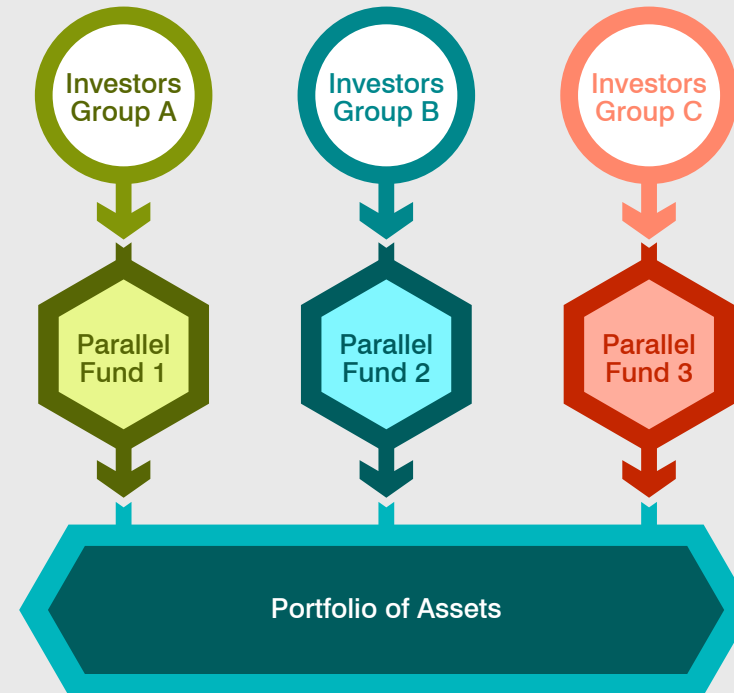 Investors
Group A
Investors
Group B
Investors
Group C
Parallel
Fund 1
Parallel
Fund 2
Parallel
Fund 3
Portfolio of Assets